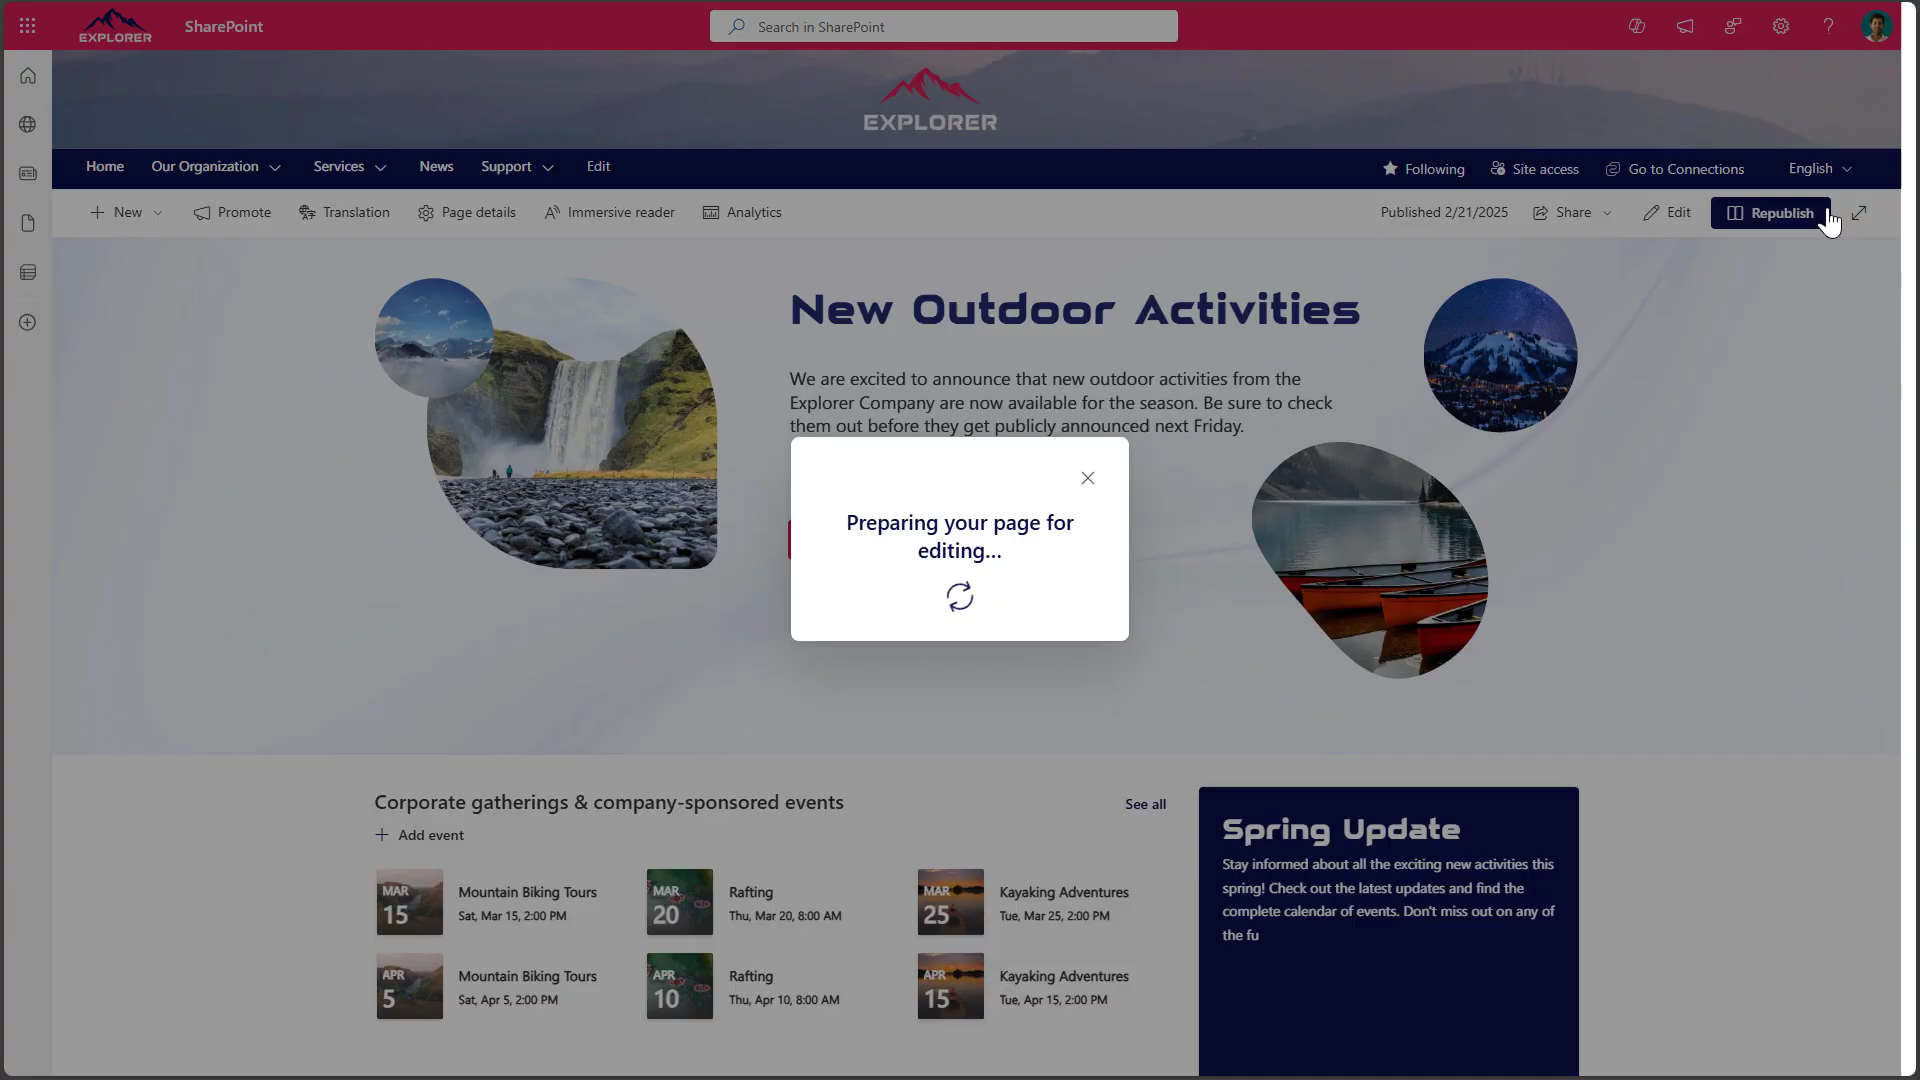 EXPLORER
SharePoint
Search in SharePoint
EXPLORER
Home
Our Organization
Services
News
Support
Edit
Following
Site access
Go to Connections
English
New
Promote
Translation
Page details
Immersive reader
Analytics
Published 2/21/2025
Share
Edit
Republish
New Outdoor Activities
We are excited to announce that new outdoor activities from the
Explorer Company are now available for the season. Be sure to check
them out before they get publicly announced next Friday.
Preparing your page for
editing...
Corporate gatherings & company-sponsored events
See all
Add event
MAR
15
Mountain Biking Tours
Sat, Mar 15, 2:00 PM
MAR
20
Rafting
Thu, Mar 20, 8:00 AM
MAR
25
Kayaking Adventures
Tue, Mar 25, 2:00 PM
APR
5
Mountain Biking Tours
Sat, Apr 5, 2:00 PM
APR
10
Rafting
Thu, Apr 10, 8:00 AM
APR
15
Kayaking Adventures
Tue, Apr 15, 2:00 PM
Spring Update
Stay informed about all the exciting new activities this
spring! Check out the latest updates and find the
complete calendar of events. Don't miss out on any of
the fu